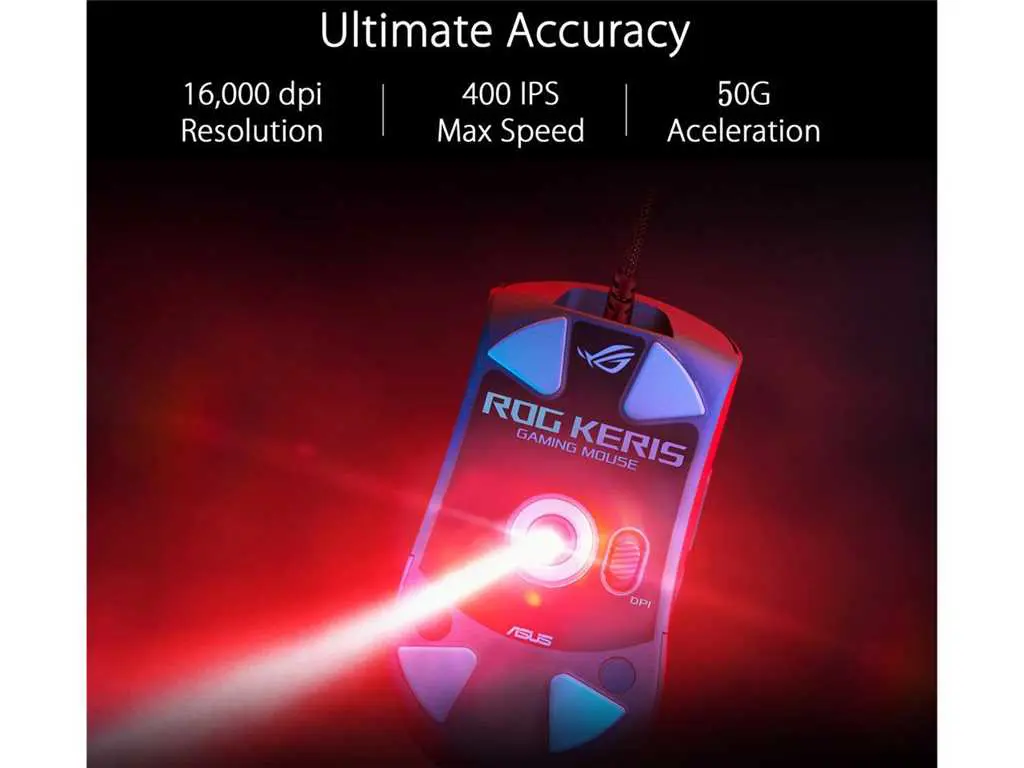 Ultimate Accuracy
16,000 dpi
Resolution
400 IPS
Max Speed
50G
Aceleration
ROG KERIS
GAMING MOUSE
DPI
ASUS